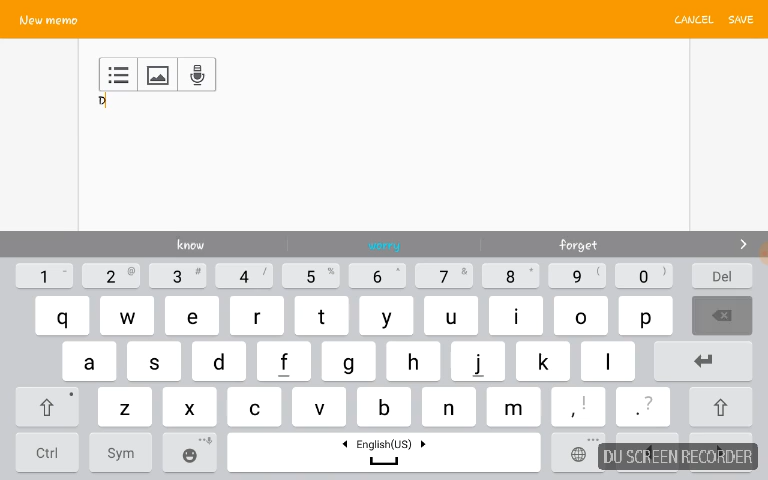 New memo CANCEL SAVE
D
know worry forget >
1 - 2 @ 3 # 4 / 5 % 6 ^ 7 & 8 * 9 ( 0 ) Del
q w e r t y u i o p
a s d f g h j k l
z x c v b n m , ! . ?
Ctrl Sym English(US)
DU SCREEN RECORDER